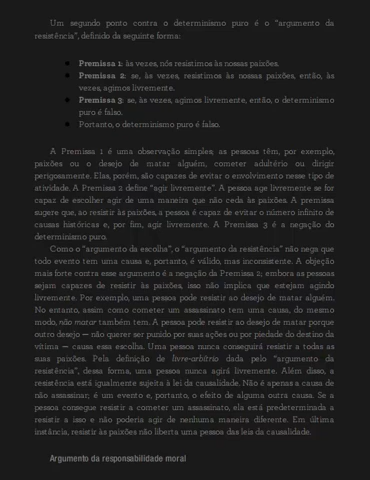 Um segundo ponto contra o determinismo puro é o "argumento da
resistência", definido da seguinte forma:
Premissa 1: às vezes, nós resistimos às nossas paixões.
Premissa 2: se, às vezes, resistimos às nossas paixões, então, às
vezes, agimos livremente.
Premissa 3: se, às vezes, agimos livremente, então, o determinismo
puro é falso.
Portanto, o determinismo puro é falso.
A Premissa 1 é uma observação simples; as pessoas têm, por exemplo,
paixões ou o desejo de matar alguém, cometer adultério ou dirigir
perigosamente. Elas, porém, são capazes de evitar o envolvimento nesse tipo de
atividade. A Premissa 2 define "agir livremente". A pessoa age livremente se for
capaz de escolher agir de uma maneira que não ceda às paixões. A premissa
sugere que, ao resistir às paixões, a pessoa é capaz de evitar o número infinito de
causas históricas e, por fim, agir livremente. A Premissa 3 é a negação do
determinismo puro.
Como o "argumento da escolha", o "argumento da resistência" não nega que
todo evento tem uma causa e, portanto, é válido, mas inconsistente. A objeção
mais forte contra esse argumento é a negação da Premissa 2; embora as pessoas
sejam capazes de resistir às paixões, isso não implica que estejam agindo
livremente. Por exemplo, uma pessoa pode resistir ao desejo de matar alguém.
No entanto, assim como cometer um assassinato tem uma causa, do mesmo
modo, não matar também tem. A pessoa pode resistir ao desejo de matar porque
outro desejo — não querer ser punido por suas ações ou por piedade do destino da
vítima — causa essa escolha. Uma pessoa nunca conseguirá resistir a todas as
suas paixões. Pela definição de livre-arbítrio dada pelo "argumento da
resistência", dessa forma, uma pessoa nunca agirá livremente. Além disso, a
resistência está igualmente sujeita à lei da causalidade. Não é apenas a causa de
não assassinar; é um evento e, portanto, o efeito de alguma outra causa. Se a
pessoa consegue resistir a cometer um assassinato, ela está predeterminada a
resistir a isso e não poderia agir de nenhuma maneira diferente. Em última
instância, resistir às paixões não liberta uma pessoa das leis da causalidade.
Argumento da responsabilidade moral